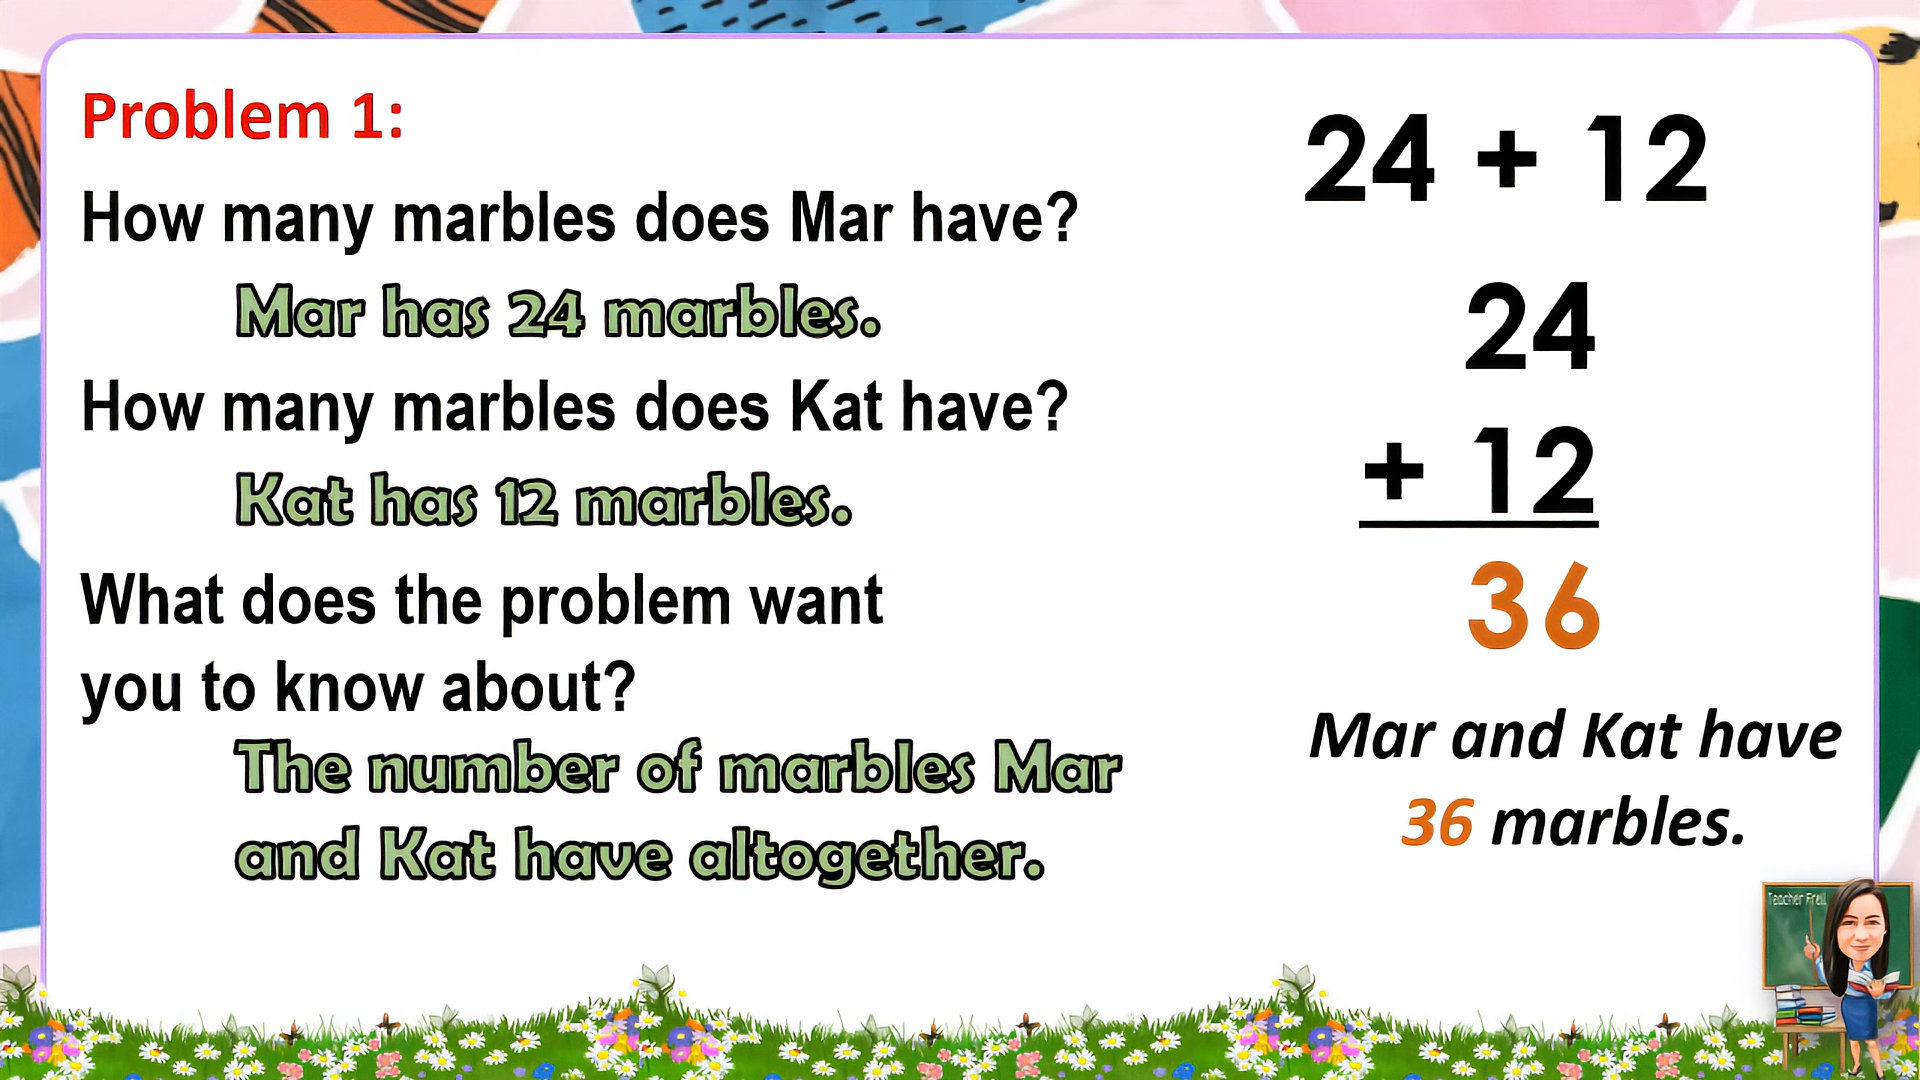 Problem 1:
How many marbles does Mar have?
Mar has 24 marbles.
How many marbles does Kat have?
Kat has 12 marbles.
What does the problem want
you to know about?
The number of marbles Mar
and Kat have altogether.
24 + 12
24
+ 12
36
Mar and Kat have
36 marbles.
Teacher Frell